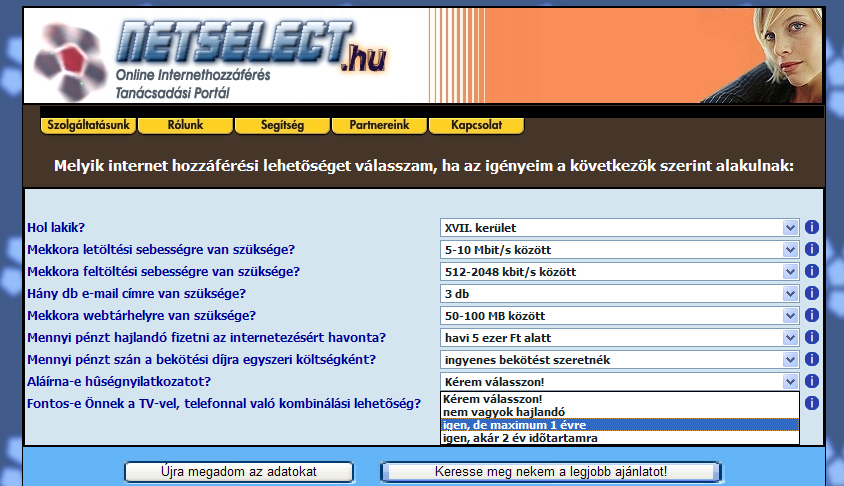 NETSELECT.hu
Online Internethozzáférés
Tanácsadási Portál
Szolgáltatásunk Rólunk Segítség Partnereink Kapcsolat
Melyik internet hozzáférési lehetőséget válasszam, ha az igényeim a következők szerint alakulnak:
Hol lakik? XVII. kerület
Mekkora letöltési sebességre van szüksége? 5-10 Mbit/s között
Mekkora feltöltési sebességre van szüksége? 512-2048 kbit/s között
Hány db e-mail címre van szüksége? 3 db
Mekkora webtárhelyre van szüksége? 50-100 MB között
Mennyi pénzt hajlandó fizetni az internetezésért havonta? havi 5 ezer Ft alatt
Mennyi pénzt szán a bekötési díjra egyszeri költségként? ingyenes bekötést szeretnék
Aláírna-e hűségnyilatkozatot? Kérem válasszon!
Fontos-e Önnek a TV-vel, telefonnal való kombinálási lehetőség?
Kérem válasszon!
nem vagyok hajlandó
igen, de maximum 1 évre
igen, akár 2 év időtartamra
Újra megadom az adatokat Keresse meg nekem a legjobb ajánlatot!